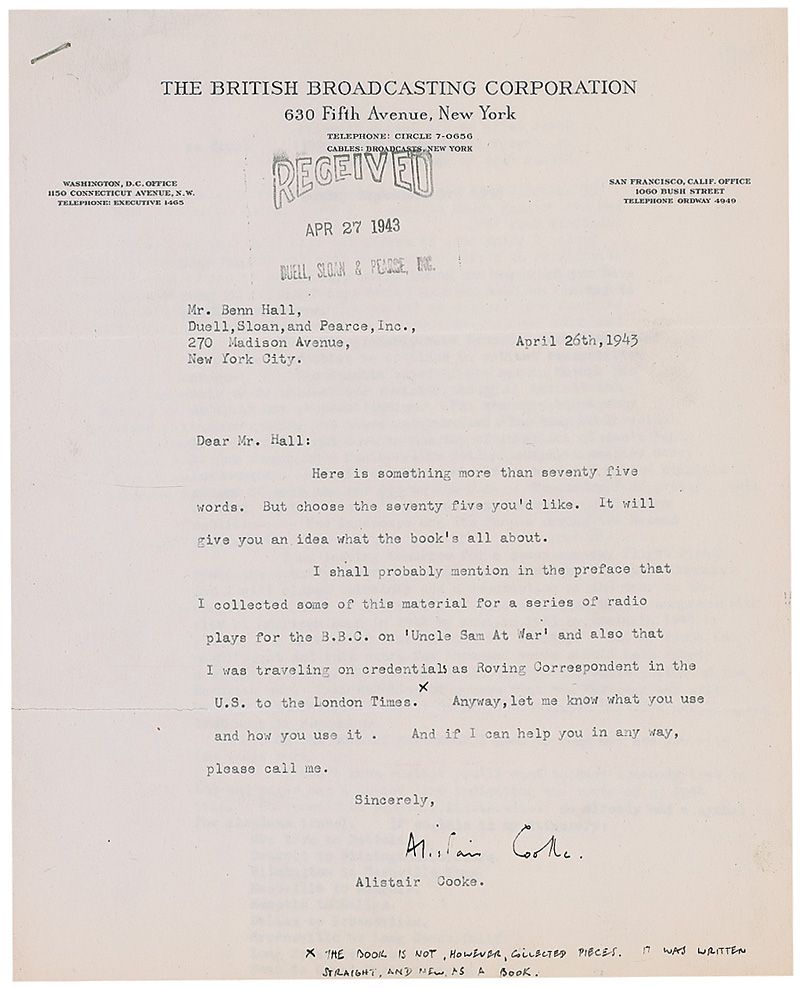 THE BRITISH BROADCASTING CORPORATION
630 Fifth Avenue, New York
TELEPHONE: CIRCLE 7-0656
CABLES: BROADCASTS, NEW YORK
WASHINGTON, D.C. OFFICE
1150 CONNECTICUT AVENUE, N.W.
TELEPHONE: EXECUTIVE 1465
SAN FRANCISCO, CALIF. OFFICE
1060 BUSH STREET
TELEPHONE ORDWAY 4949
RECEIVED
APR 27 1943
DUELL, SLOAN & PEARCE, INC.
Mr. Benn Hall,
Duell,Sloan,and Pearce,Inc.,
270 Madison Avenue,
New York City.
April 26th,1943
Dear Mr. Hall:
Here is something more than seventy five
words. But choose the seventy five you'd like. It will
give you an idea what the book's all about.
I shall probably mention in the preface that
I collected some of this material for a series of radio
plays for the B.B.C. on 'Uncle Sam At War' and also that
I was traveling on credentials as Roving Correspondent in the
U.S. to the London Times.x Anyway,let me know what you use
and how you use it . And if I can help you in any way,
please call me.
Sincerely,
Alistair Cooke.
Alistair Cooke.
x THE BOOK IS NOT, HOWEVER, COLLECTED PIECES. IT WAS WRITTEN
STRAIGHT, AND NEW, AS A BOOK.